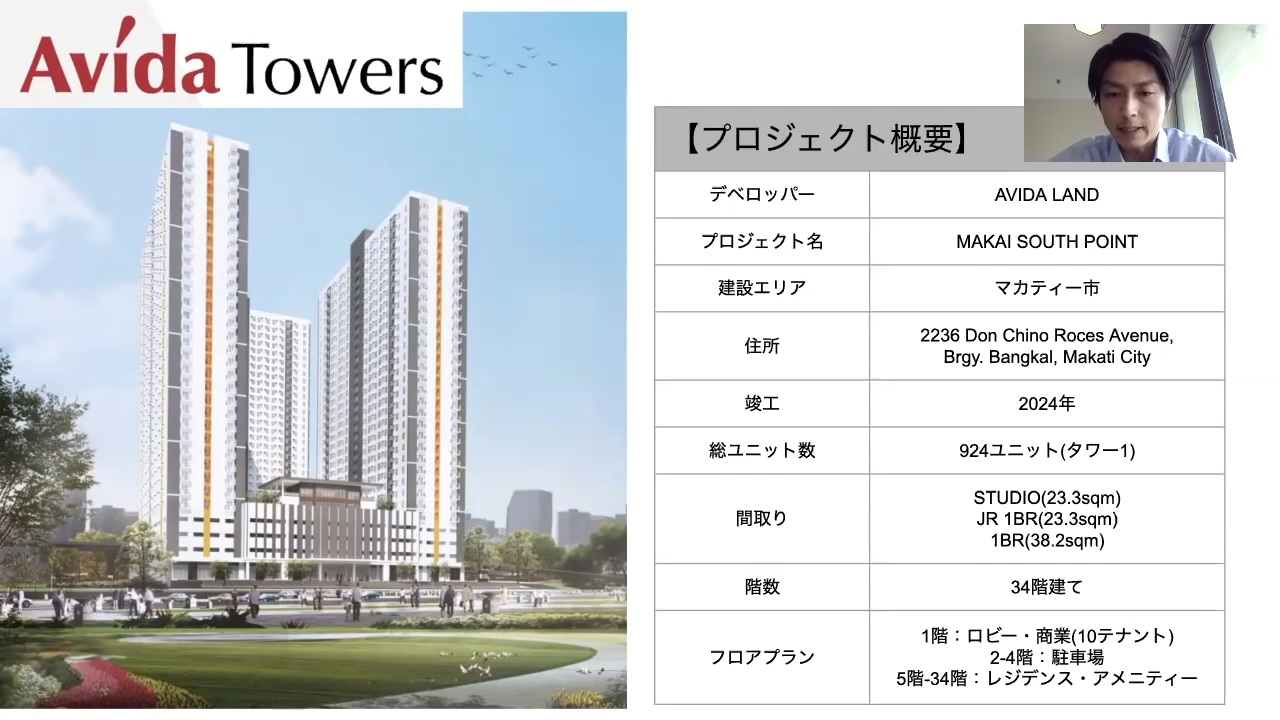 Avída Towers
【プロジェクト概要】
デベロッパー
AVIDA LAND
プロジェクト名
MAKAI SOUTH POINT
建設エリア
マカティー市
住所
2236 Don Chino Roces Avenue,
Brgy. Bangkal, Makati City
竣工
2024年
総ユニット数
924ユニット(タワー1)
間取り
STUDIO(23.3sqm)
JR 1BR(23.3sqm)
1BR(38.2sqm)
階数
34階建て
フロアプラン
1階：ロビー・商業(10テナント)
2-4階：駐車場
5階-34階：レジデンス・アメニティー